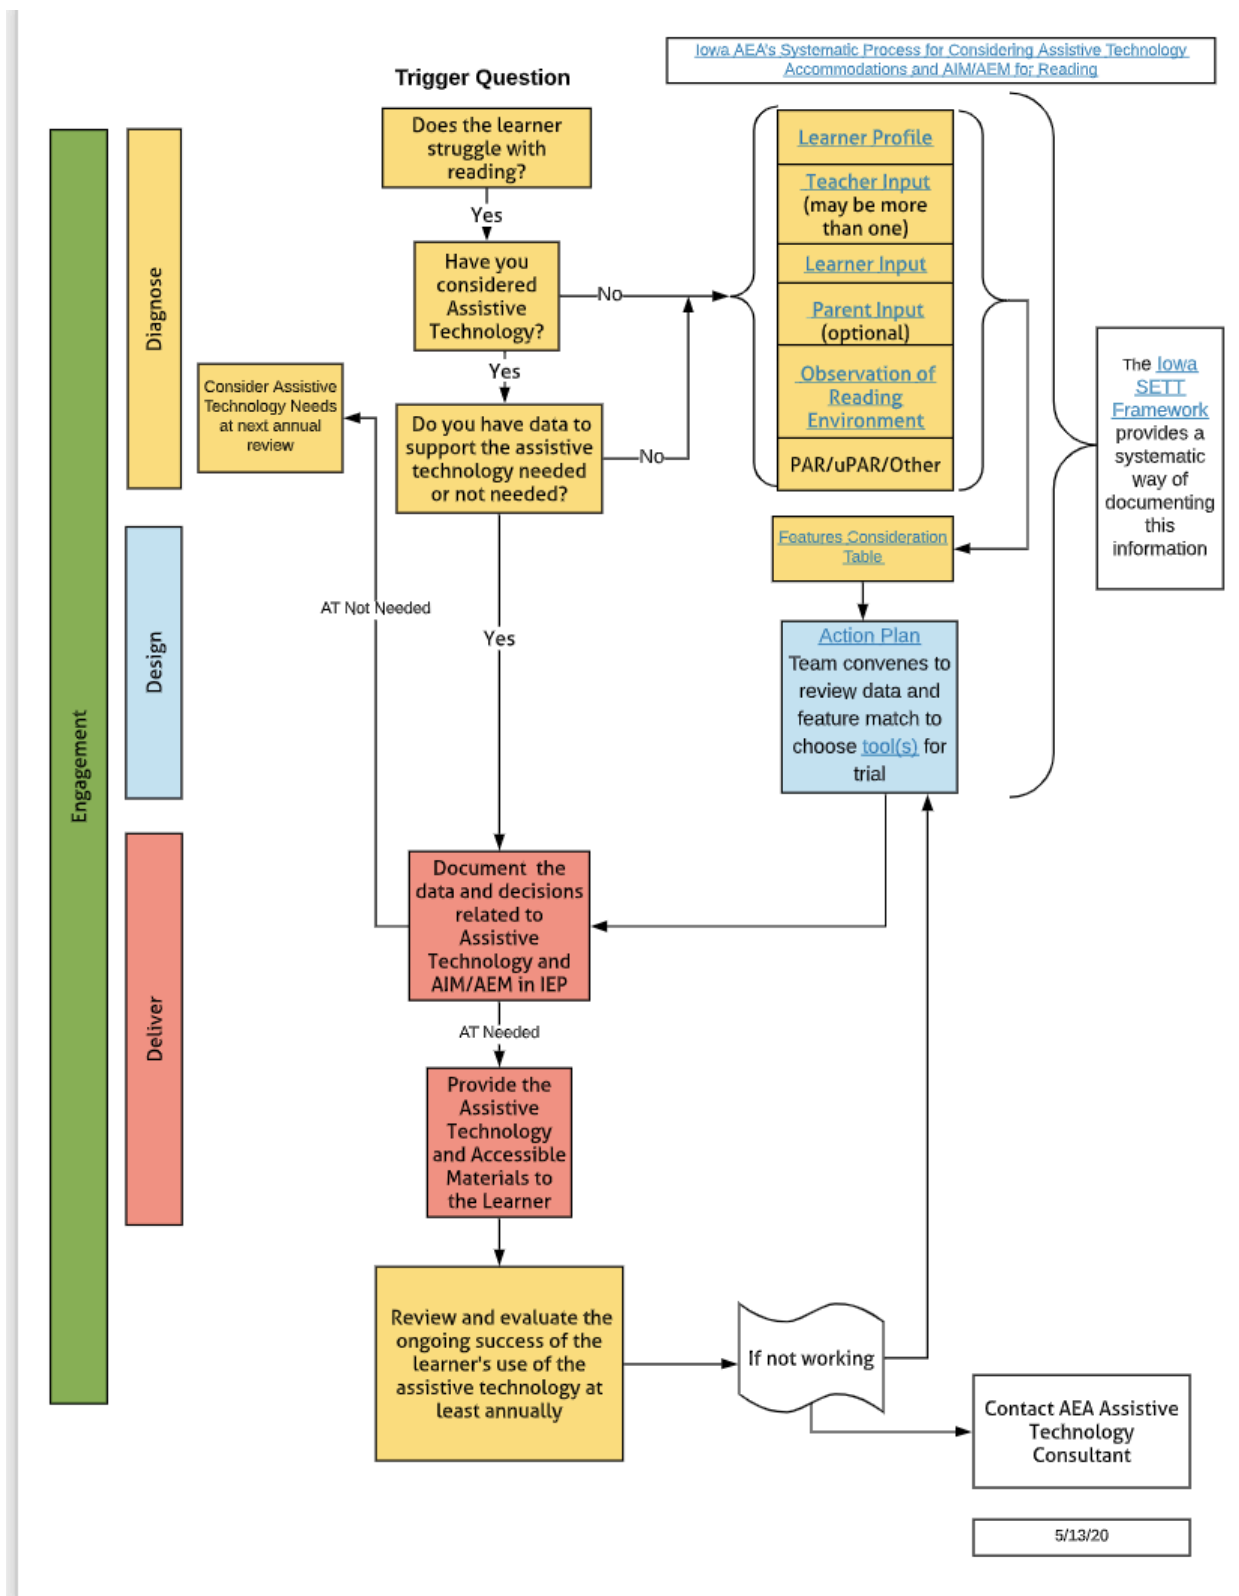 Iowa AEA's Systematic Process for Considering Assistive Technology
Accommodations and AIM/AEM for Reading
Trigger Question
Does the learner
struggle with
reading?
Yes
Have you
considered
Assistive
Technology?
No
Yes
Do you have data to
support the assistive
technology needed
or not needed?
No
Yes
Consider Assistive
Technology Needs
at next annual
review
AT Not Needed
Learner Profile
Teacher Input
(may be more
than one)
Learner Input
Parent Input
(optional)
Observation of
Reading
Environment
PAR/uPAR/Other
Features Consideration
Table
Action Plan
Team convenes to
review data and
feature match to
choose tool(s) for
trial
The Iowa
SETT
Framework
provides a
systematic
way of
documenting
this
information
Engagement
Diagnose
Design
Deliver
Document the
data and decisions
related to
Assistive
Technology and
AIM/AEM in IEP
AT Needed
Provide the
Assistive
Technology
and Accessible
Materials to
the Learner
Review and evaluate the
ongoing success of the
learner's use of the
assistive technology at
least annually
If not working
Contact AEA Assistive
Technology
Consultant
5/13/20